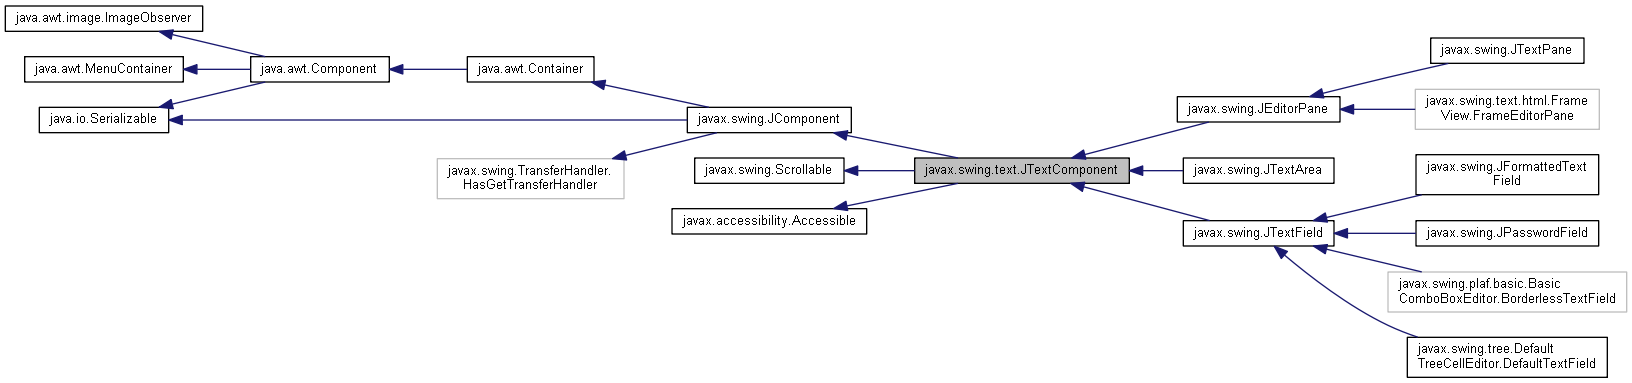 java.awt.image.ImageObserver
java.awt.MenuContainer
java.io.Serializable
java.awt.Component
java.awt.Container
javax.swing.JComponent
javax.swing.TransferHandler.
HasGetTransferHandler
javax.swing.Scrollable
javax.accessibility.Accessible
javax.swing.text.JTextComponent
javax.swing.JEditorPane
javax.swing.JTextArea
javax.swing.JTextField
javax.swing.JTextPane
javax.swing.text.html.Frame
View.FrameEditorPane
javax.swing.JFormattedText
Field
javax.swing.JPasswordField
javax.swing.plaf.basic.Basic
ComboBoxEditor.BorderlessTextField
javax.swing.tree.Default
TreeCellEditor.DefaultTextField